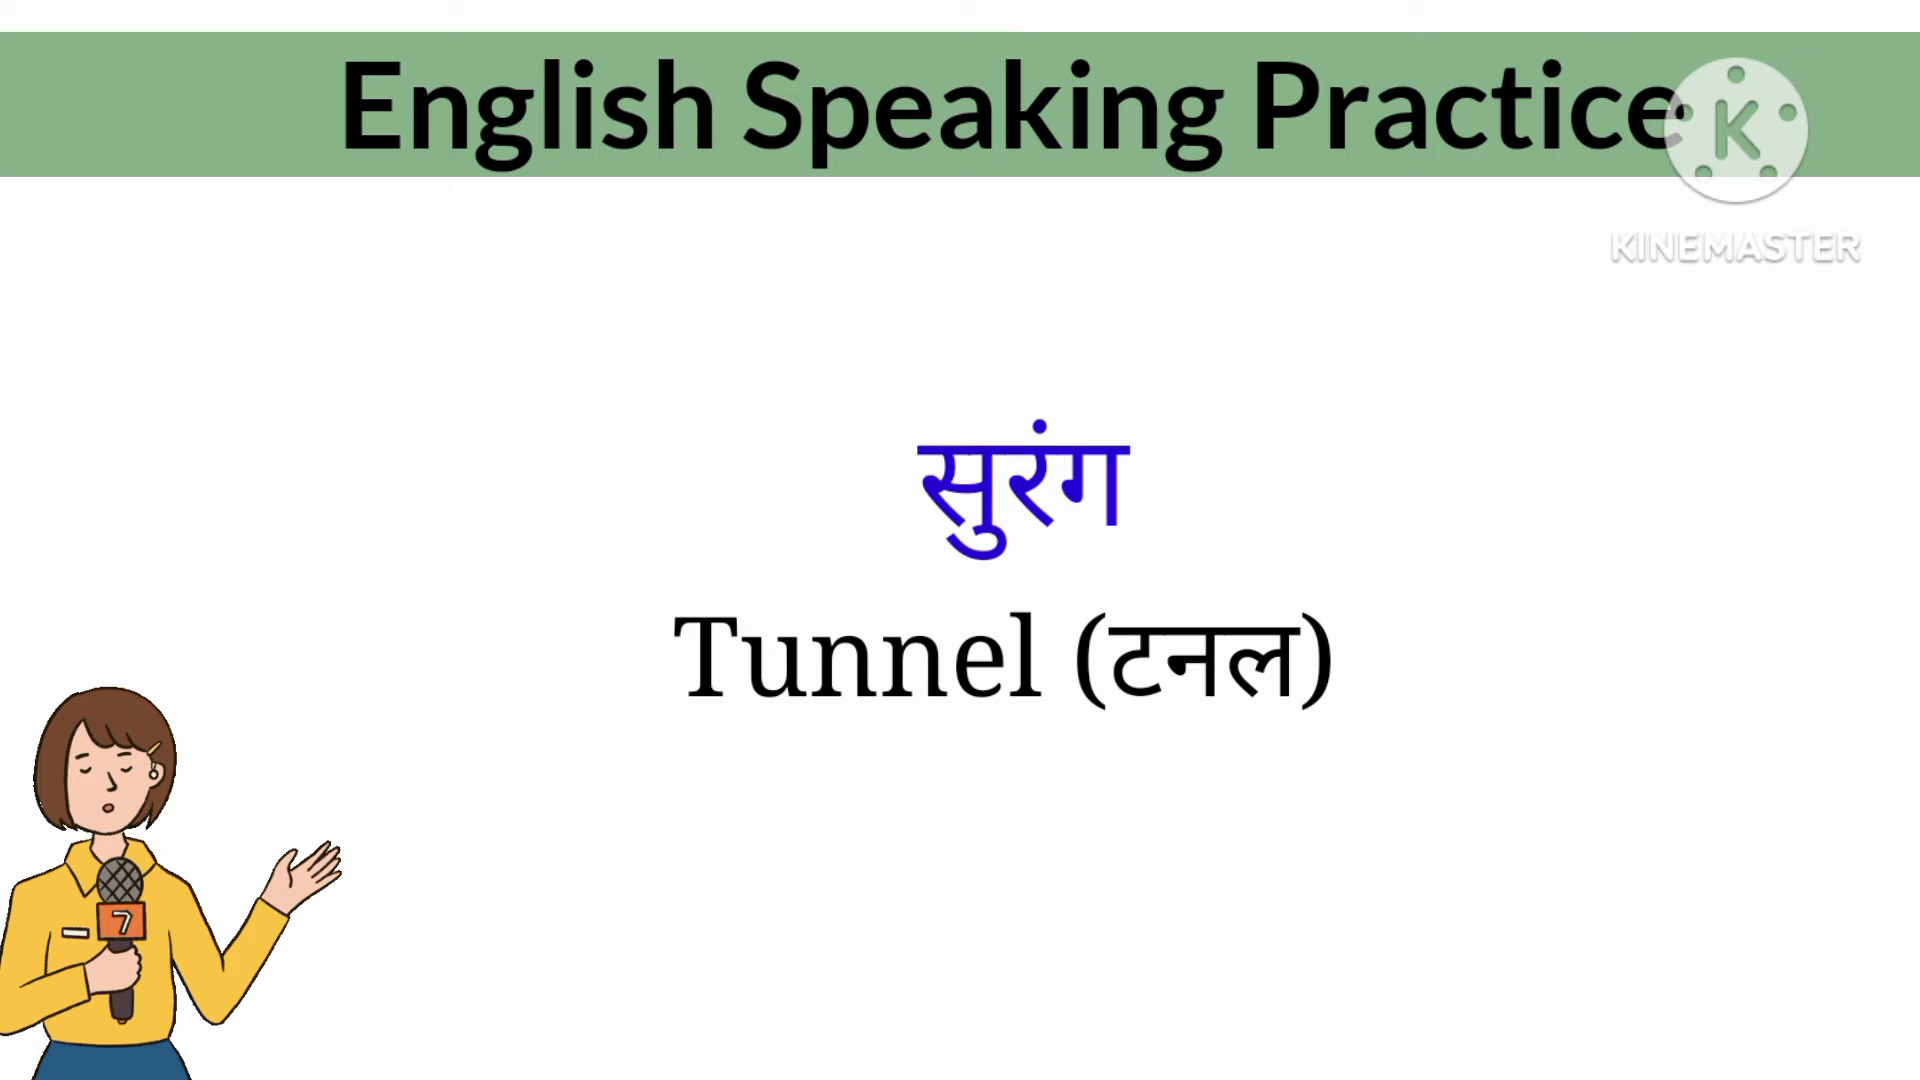 English Speaking Practice
K
KINEMASTER
सुरंग
Tunnel (टनल)
7